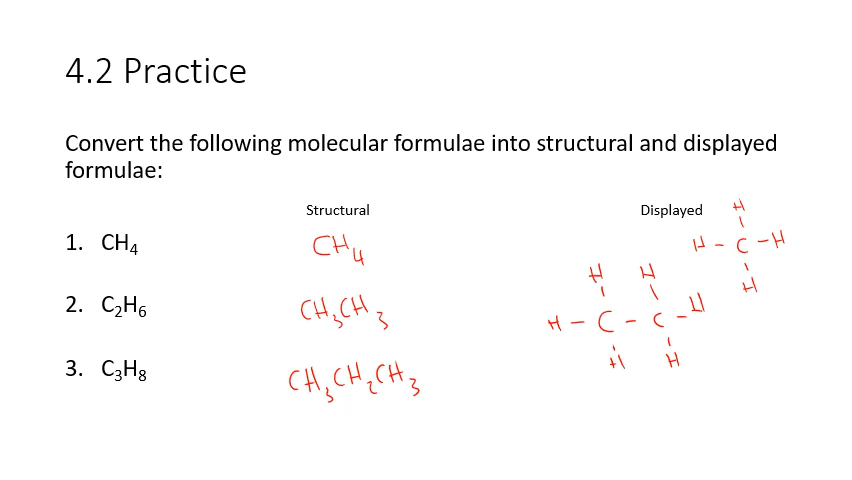 4.2 Practice
Convert the following molecular formulae into structural and displayed
formulae:
Structural
Displayed
1. CH₄
CH₄
H
H – C – H
H
2. C₂H₆
CH₃CH₃
H H
H – C – C – H
H H
3. C₃H₈
CH₃CH₂CH₃